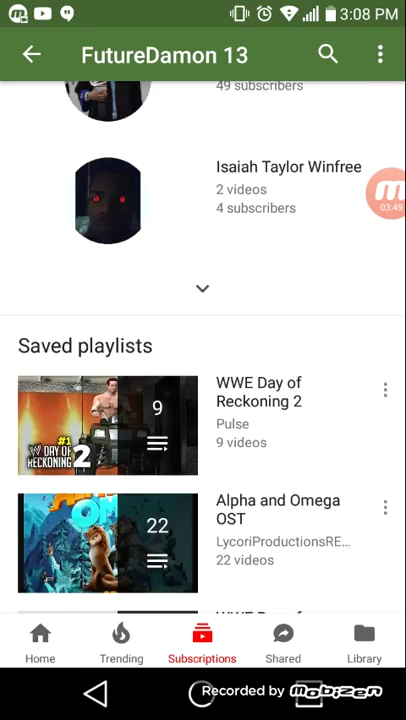 3:08 PM
FutureDamon 13
49 subscribers
Isaiah Taylor Winfree
2 videos
4 subscribers
03:49
Saved playlists
9
#1
DAY OF
RECKONING 2
WWE Day of
Reckoning 2
Pulse
9 videos
22
Alpha and Omega
OST
LycoriProductionsRE...
22 videos
Home
Trending
Subscriptions
Shared
Library
Recorded by MOBIZEN